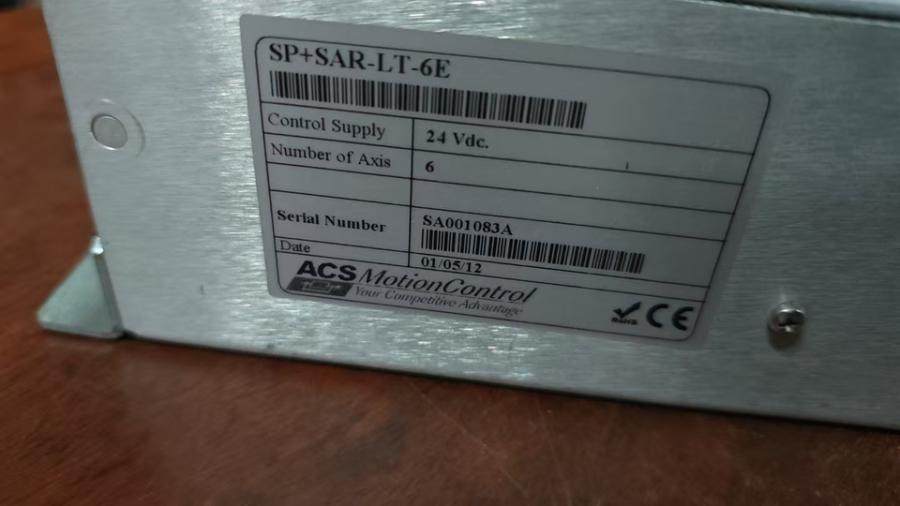 SP+SAR-LT-6E
Control Supply 24 Vdc.
Number of Axis 6
Serial Number SA001083A
Date 01/05/12
ACS MotionControl
Your Competitive Advantage
RoHS CE